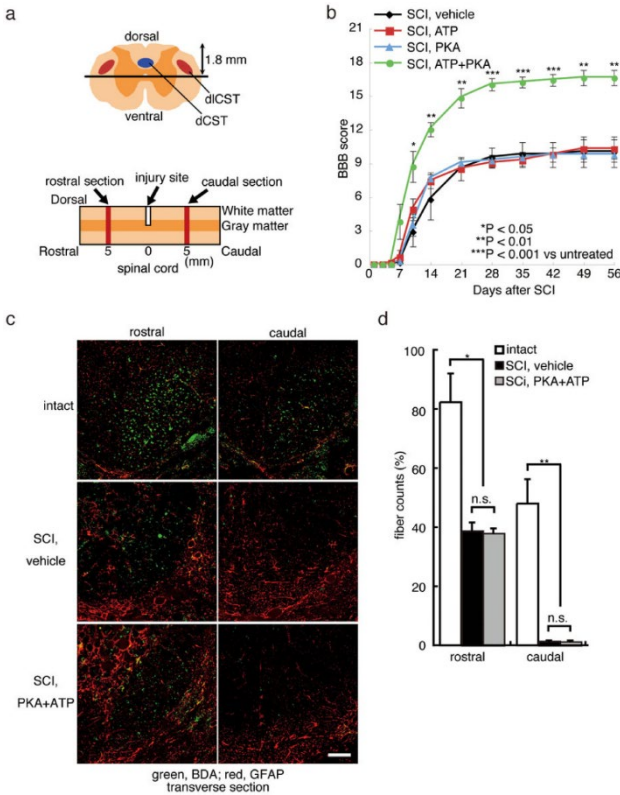 a
dorsal
1.8 mm
dlCST
ventral
dCST
rostral section
injury site
caudal section
Dorsal
White matter
Gray matter
Rostral
5
0
5
(mm)
Caudal
spinal cord
b
SCI, vehicle
SCI, ATP
SCI, PKA
SCI, ATP+PKA
BBB score
18
15
12
9
6
3
0
*
**
**
***
***
***
**
**
*P < 0.05
**P < 0.01
***P < 0.001 vs untreated
1 7 14 21 28 35 42 49 56
Days after SCI
c
rostral
caudal
intact
SCI,
vehicle
SCI,
PKA+ATP
green, BDA; red, GFAP
transverse section
d
intact
SCI, vehicle
SCi, PKA+ATP
fiber counts (%)
100
80
60
40
20
0
*
n.s.
**
n.s.
rostral
caudal